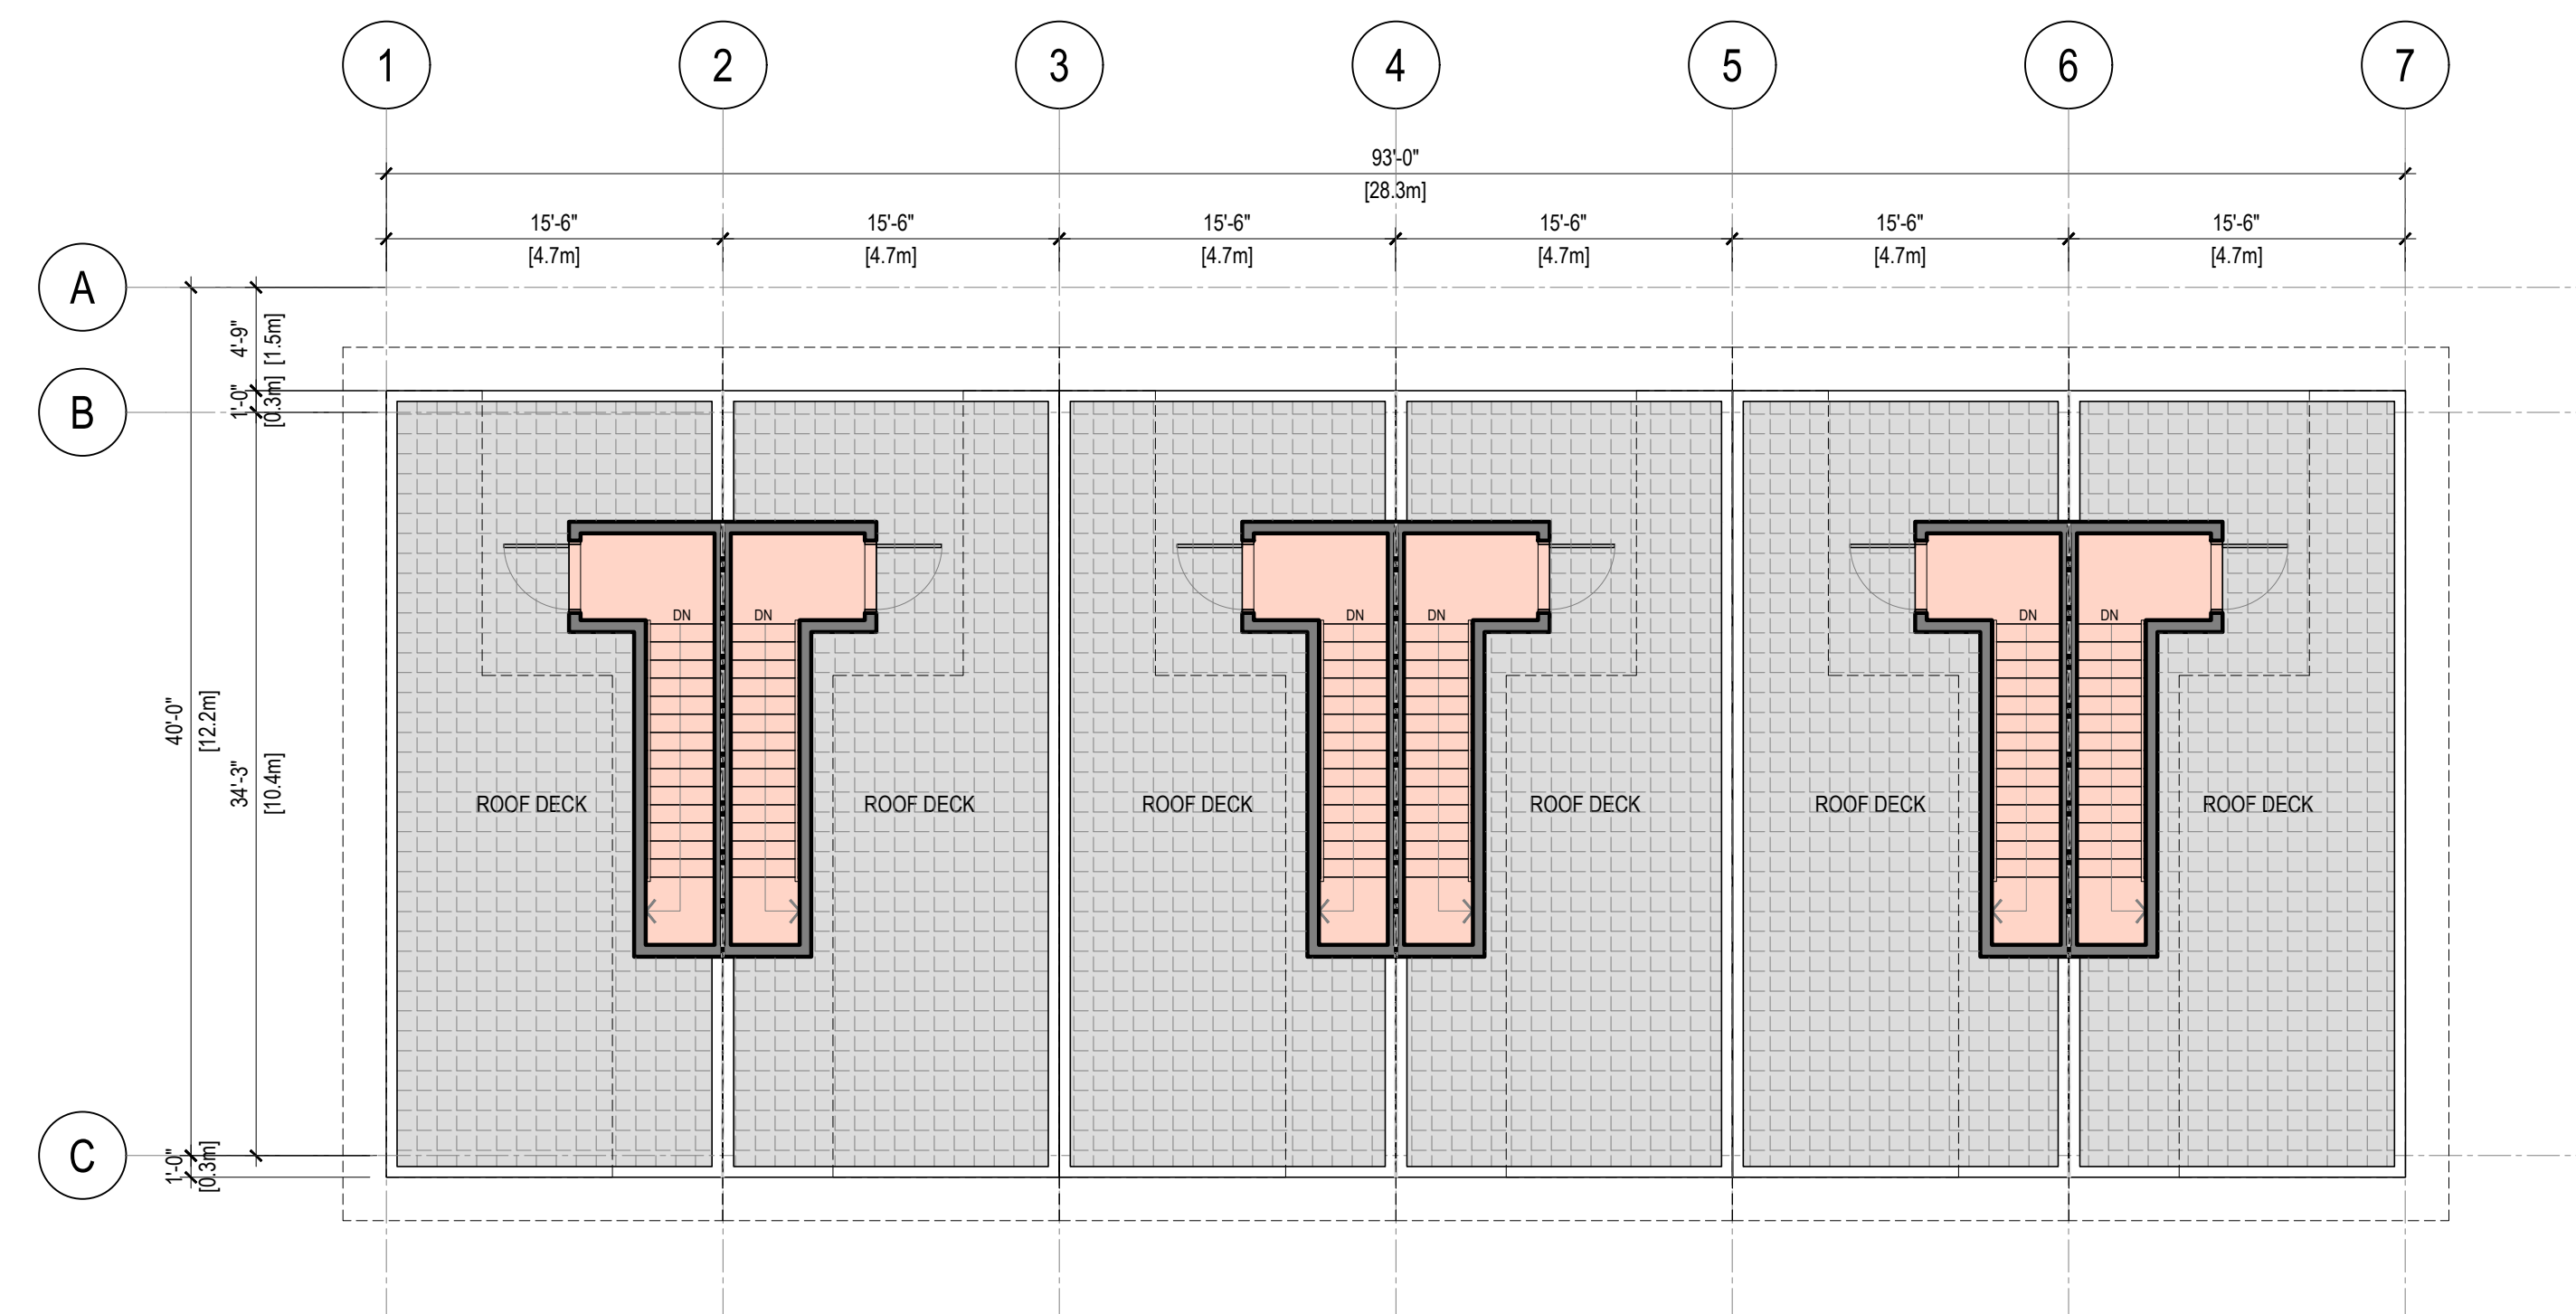 1 2 3 4 5 6 7
93'-0"
[28.3m]
15'-6" 15'-6" 15'-6" 15'-6" 15'-6" 15'-6"
[4.7m] [4.7m] [4.7m] [4.7m] [4.7m] [4.7m]
A
4'-9"
[1.5m]
B
1'-0"
[0.3m]
DN DN DN DN DN DN
40'-0"
[12.2m]
34'-3"
[10.4m]
ROOF DECK ROOF DECK ROOF DECK ROOF DECK ROOF DECK ROOF DECK
C
1'-0"
[0.3m]